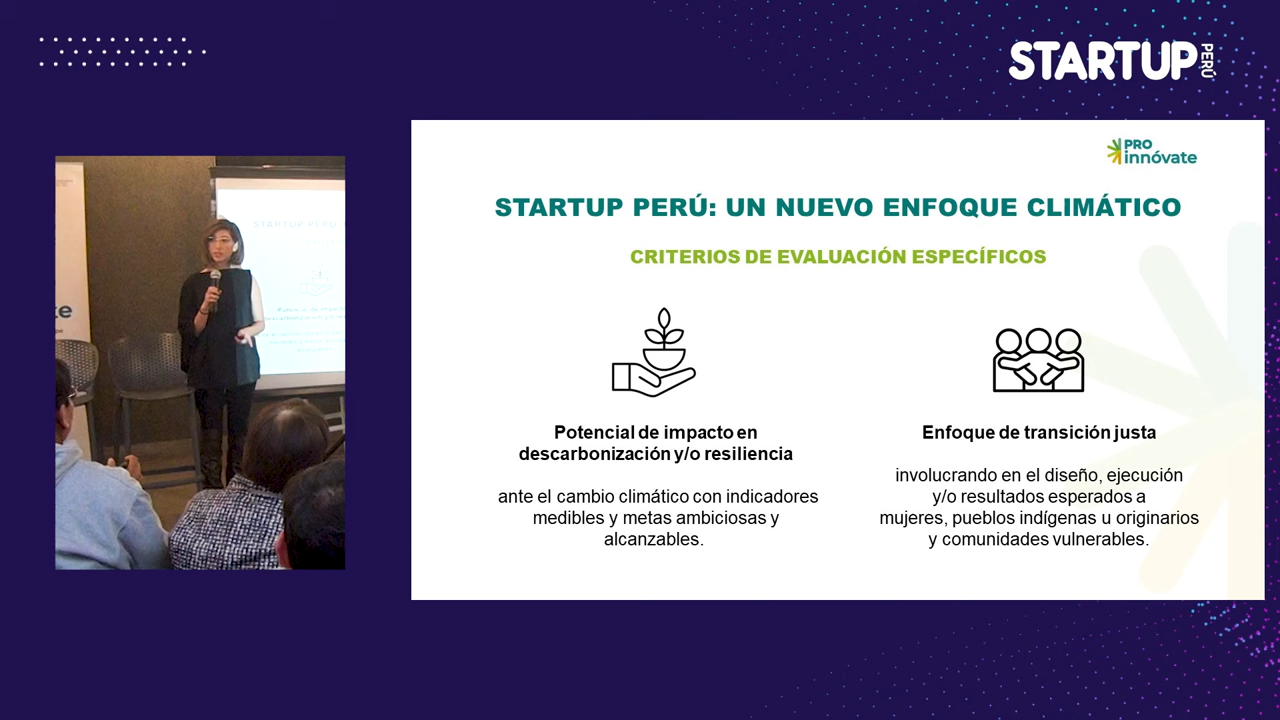 STARTUP PERÚ
PRO
innóvate
STARTUP PERÚ: UN NUEVO ENFOQUE CLIMÁTICO
CRITERIOS DE EVALUACIÓN ESPECÍFICOS
Potencial de impacto en
descarbonización y/o resiliencia
ante el cambio climático con indicadores
medibles y metas ambiciosas y
alcanzables.
Enfoque de transición justa
involucrando en el diseño, ejecución
y/o resultados esperados a
mujeres, pueblos indígenas u originarios
y comunidades vulnerables.
STARTUP PERÚ